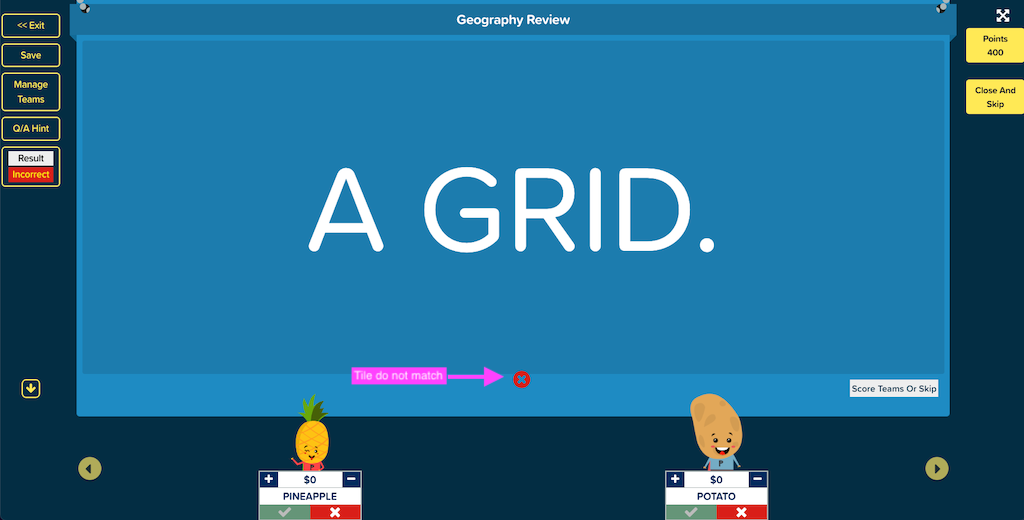 Geography Review
<< Exit
Save
Manage
Teams
Q/A Hint
Result
Incorrect
Points
400
Close And
Skip
A GRID.
Tile do not match
Score Teams Or Skip
P
P
+ $0 −
PINEAPPLE
+ $0 −
POTATO